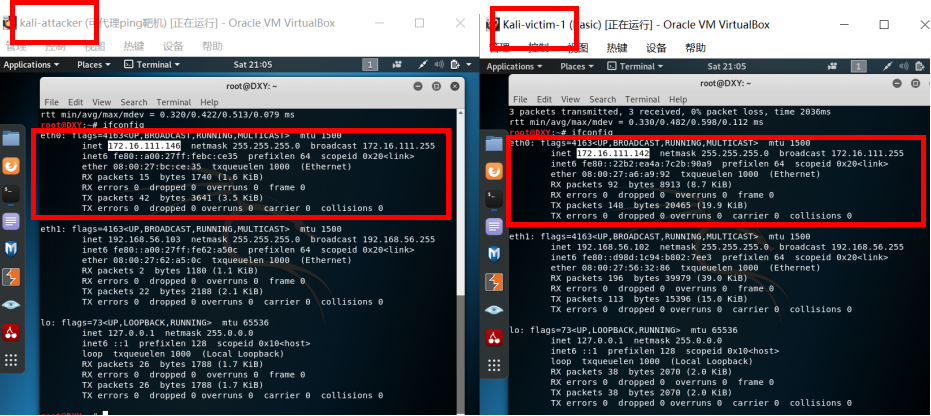 kali-attacker (可代理ping靶机) [正在运行] - Oracle VM VirtualBox
管理 控制 视图 热键 设备 帮助
Applications Places Terminal Sat 21:05 1
root@DXY: ~
File Edit View Search Terminal Help
rtt min/avg/max/mdev = 0.320/0.422/0.513/0.079 ms
root@DXY:~# ifconfig
eth0: flags=4163<UP,BROADCAST,RUNNING,MULTICAST> mtu 1500
inet 172.16.111.146 netmask 255.255.255.0 broadcast 172.16.111.255
inet6 fe80::a00:27ff:febc:ce35 prefixlen 64 scopeid 0x20<link>
ether 08:00:27:bc:ce:35 txqueuelen 1000 (Ethernet)
RX packets 15 bytes 1740 (1.6 KiB)
RX errors 0 dropped 0 overruns 0 frame 0
TX packets 42 bytes 3641 (3.5 KiB)
TX errors 0 dropped 0 overruns 0 carrier 0 collisions 0
eth1: flags=4163<UP,BROADCAST,RUNNING,MULTICAST> mtu 1500
inet 192.168.56.103 netmask 255.255.255.0 broadcast 192.168.56.255
inet6 fe80::a00:27ff:fe62:a50c prefixlen 64 scopeid 0x20<link>
ether 08:00:27:62:a5:0c txqueuelen 1000 (Ethernet)
RX packets 2 bytes 1180 (1.1 KiB)
RX errors 0 dropped 0 overruns 0 frame 0
TX packets 22 bytes 2188 (2.1 KiB)
TX errors 0 dropped 0 overruns 0 carrier 0 collisions 0
lo: flags=73<UP,LOOPBACK,RUNNING> mtu 65536
inet 127.0.0.1 netmask 255.0.0.0
inet6 ::1 prefixlen 128 scopeid 0x10<host>
loop txqueuelen 1000 (Local Loopback)
RX packets 26 bytes 1788 (1.7 KiB)
RX errors 0 dropped 0 overruns 0 frame 0
TX packets 26 bytes 1788 (1.7 KiB)
TX errors 0 dropped 0 overruns 0 carrier 0 collisions 0
root@DXY:~#
Kali-victim-1 (Basic) [正在运行] - Oracle VM VirtualBox
管理 控制 视图 热键 设备 帮助
Applications Places Terminal Sat 21:05 1
root@DXY: ~
File Edit View Search Terminal Help
3 packets transmitted, 3 received, 0% packet loss, time 2036ms
rtt min/avg/max/mdev = 0.330/0.482/0.598/0.112 ms
root@DXY:~# ifconfig
eth0: flags=4163<UP,BROADCAST,RUNNING,MULTICAST> mtu 1500
inet 172.16.111.142 netmask 255.255.255.0 broadcast 172.16.111.255
inet6 fe80::22b2:ea4a:7c2b:90a9 prefixlen 64 scopeid 0x20<link>
ether 08:00:27:a6:a9:92 txqueuelen 1000 (Ethernet)
RX packets 92 bytes 8913 (8.7 KiB)
RX errors 0 dropped 0 overruns 0 frame 0
TX packets 148 bytes 20465 (19.9 KiB)
TX errors 0 dropped 0 overruns 0 carrier 0 collisions 0
eth1: flags=4163<UP,BROADCAST,RUNNING,MULTICAST> mtu 1500
inet 192.168.56.102 netmask 255.255.255.0 broadcast 192.168.56.255
inet6 fe80::d98d:1c94:b802:7ee3 prefixlen 64 scopeid 0x20<link>
ether 08:00:27:56:32:86 txqueuelen 1000 (Ethernet)
RX packets 196 bytes 39979 (39.0 KiB)
RX errors 0 dropped 0 overruns 0 frame 0
TX packets 113 bytes 15396 (15.0 KiB)
TX errors 0 dropped 0 overruns 0 carrier 0 collisions 0
lo: flags=73<UP,LOOPBACK,RUNNING> mtu 65536
inet 127.0.0.1 netmask 255.0.0.0
inet6 ::1 prefixlen 128 scopeid 0x10<host>
loop txqueuelen 1000 (Local Loopback)
RX packets 38 bytes 2070 (2.0 KiB)
RX errors 0 dropped 0 overruns 0 frame 0
TX packets 38 bytes 2070 (2.0 KiB)
TX errors 0 dropped 0 overruns 0 carrier 0 collisions 0